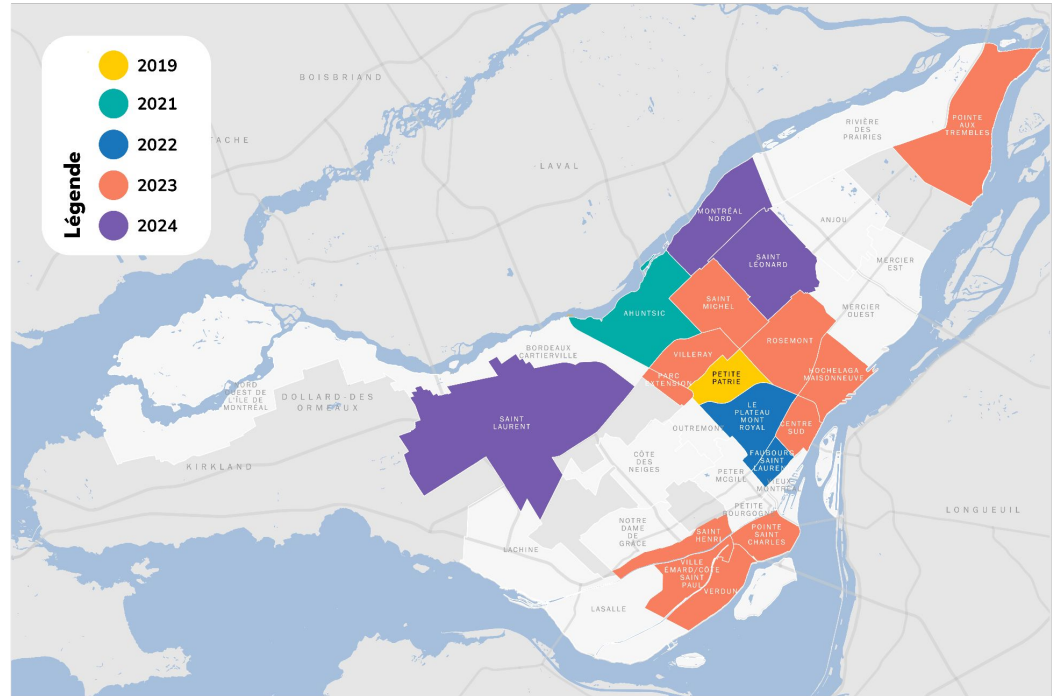 Légende
2019
2021
2022
2023
2024
BOISBRIAND
TACHE
LAVAL
RIVIÈRE
DES
PRAIRIES
POINTE
AUX
TREMBLES
MONTRÉAL
NORD
ANJOU
SAINT
LÉONARD
MERCIER
EST
MERCIER
OUEST
AHUNTSIC
SAINT
MICHEL
ROSEMONT
BORDEAUX
CARTIERVILLE
VILLERAY
PARC
EXTENSION
PETITE
PATRIE
HOCHELAGA
MAISONNEUVE
NORD
OUEST DE
L'ÎLE DE
MONTRÉAL
DOLLARD-DES
ORMEAUX
SAINT
LAURENT
LE
PLATEAU
MONT
ROYAL
CENTRE
SUD
OUTREMONT
KIRKLAND
CÔTE
DES
NEIGES
FAUBOURG
SAINT
LAURENT
PETER
MCGILL
VIEUX
MONTRÉAL
PETITE
BOURGOGNE
LONGUEUIL
NOTRE
DAME
DE
GRÂCE
SAINT
HENRI
POINTE
SAINT
CHARLES
LACHINE
VILLE
ÉMARD/CÔTE
SAINT
PAUL
VERDUN
LASALLE